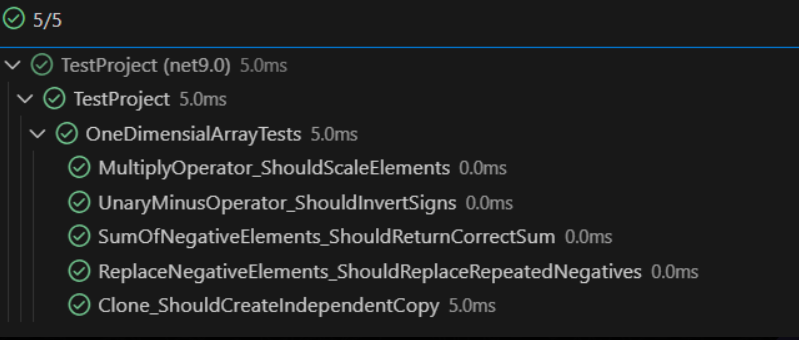 5/5
TestProject (net9.0) 5.0ms
TestProject 5.0ms
OneDimensialArrayTests 5.0ms
MultiplyOperator_ShouldScaleElements 0.0ms
UnaryMinusOperator_ShouldInvertSigns 0.0ms
SumOfNegativeElements_ShouldReturnCorrectSum 0.0ms
ReplaceNegativeElements_ShouldReplaceRepeatedNegatives 0.0ms
Clone_ShouldCreateIndependentCopy 5.0ms